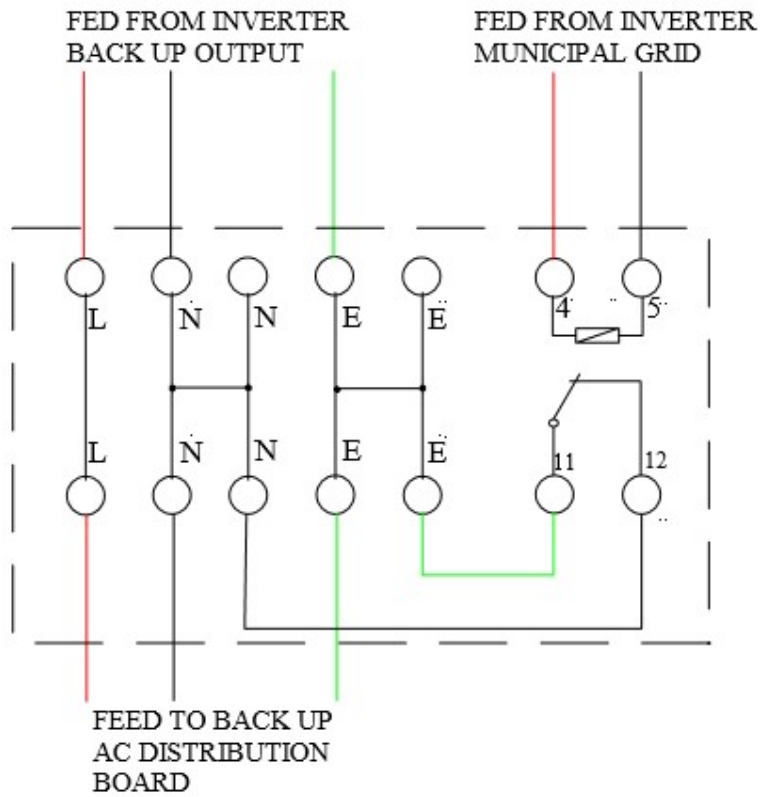 FED FROM INVERTER
BACK UP OUTPUT
FED FROM INVERTER
MUNICIPAL GRID
L N N E E 4 5
L N N E E 11 12
FEED TO BACK UP
AC DISTRIBUTION
BOARD